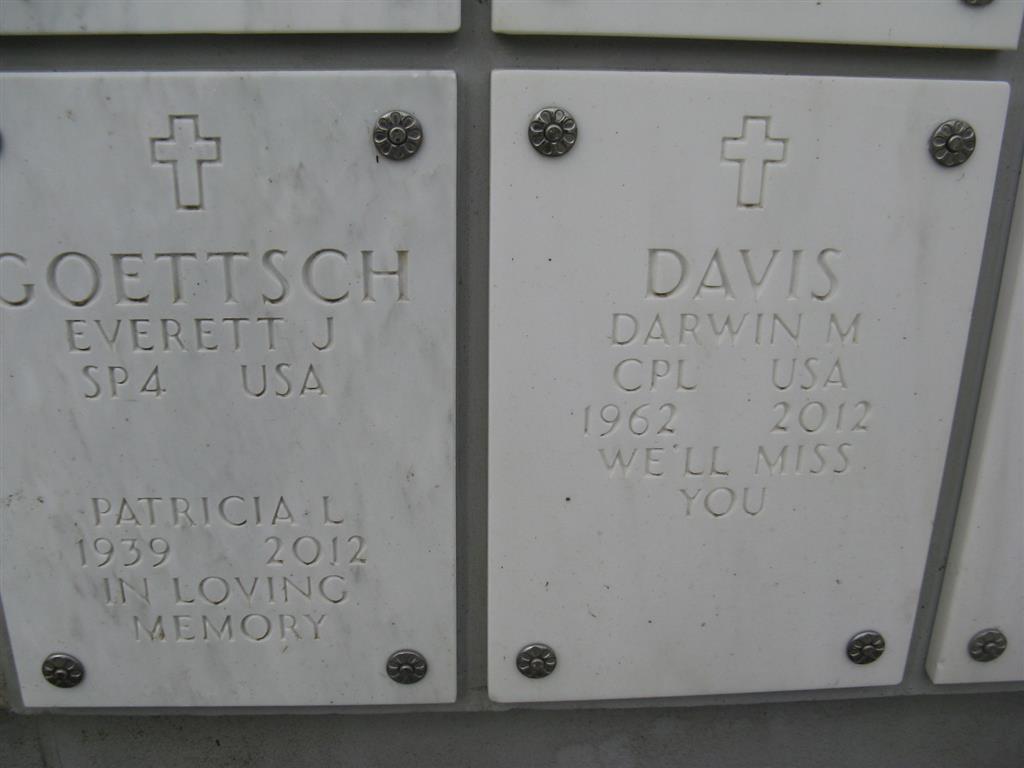 GOETTSCH
EVERETT J
SP4 USA
PATRICIA L
1939 2012
IN LOVING
MEMORY
DAVIS
DARWIN M
CPL USA
1962 2012
WE'LL MISS
YOU